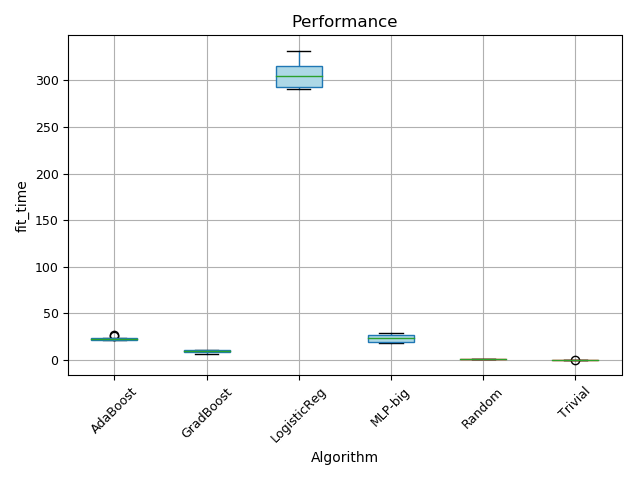 Performance
fit_time
300
250
200
150
100
50
0
AdaBoost
GradBoost
LogisticReg
MLP-big
Random
Trivial
Algorithm